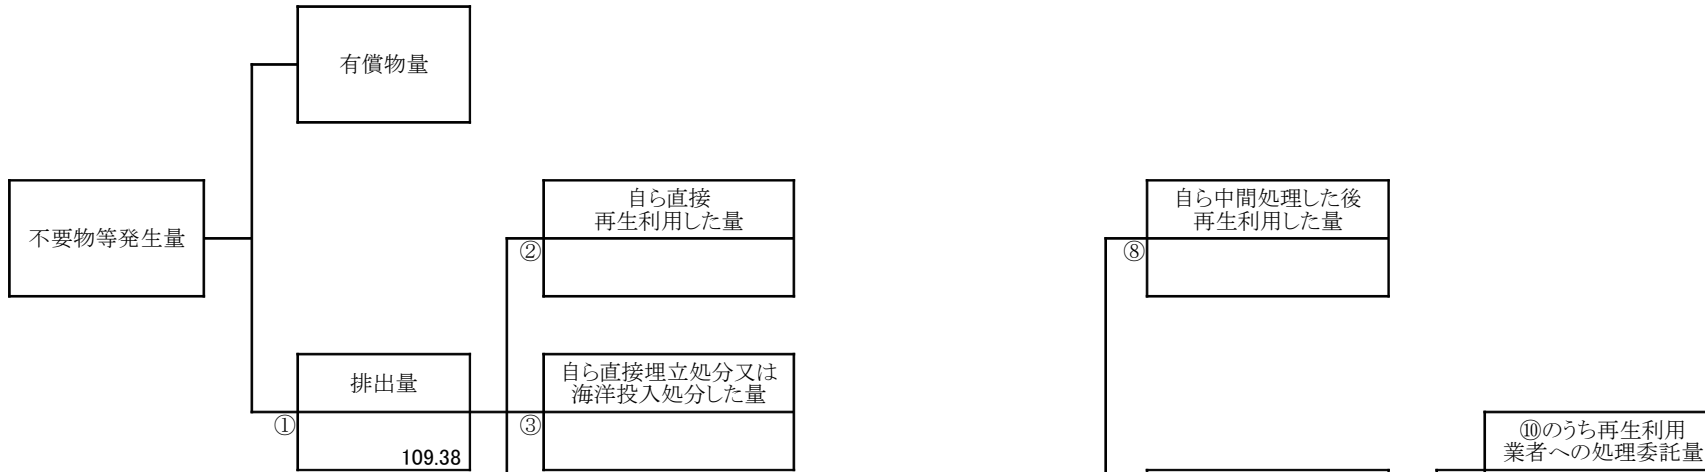 有償物量
不要物等発生量
自ら直接
再生利用した量
②
自ら中間処理した後
再生利用した量
⑧
排出量
①
109.38
自ら直接埋立処分又は
海洋投入処分した量
③
⑩のうち再生利用
業者への処理委託量